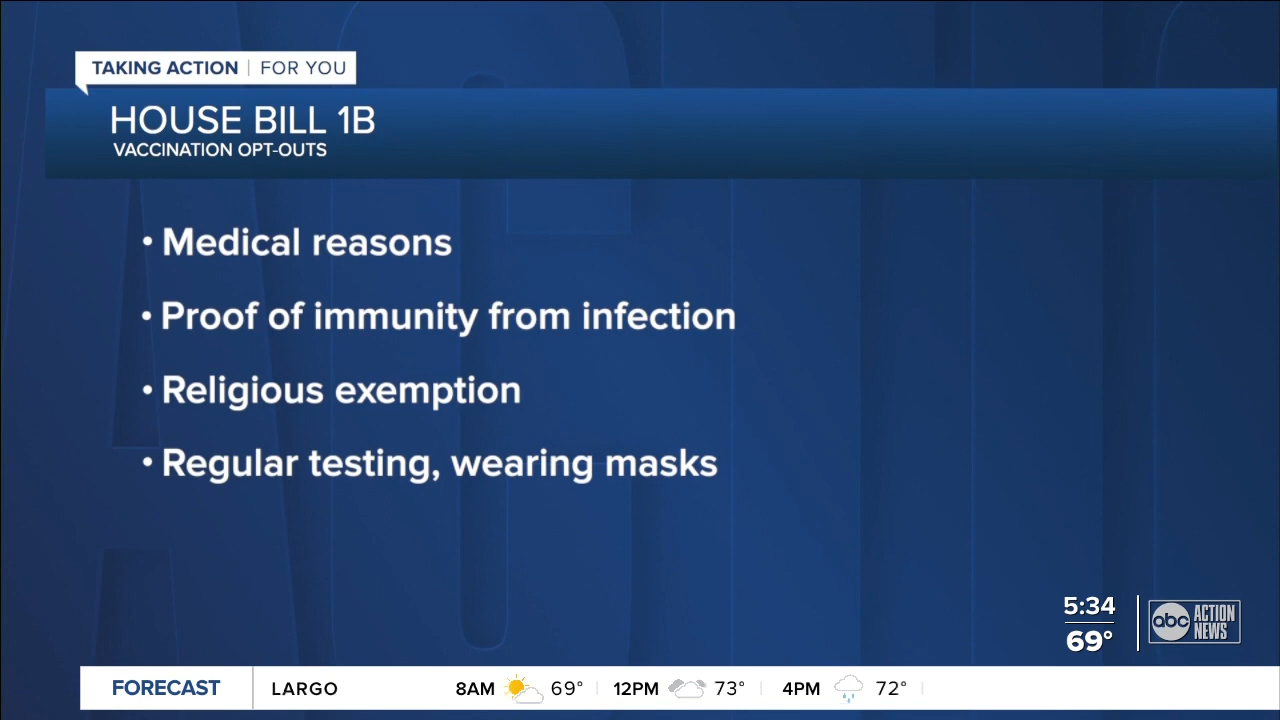 TAKING ACTION | FOR YOU
HOUSE BILL 1B
VACCINATION OPT-OUTS
• Medical reasons
• Proof of immunity from infection
• Religious exemption
• Regular testing, wearing masks
5:34
69°
abc ACTION NEWS
FORECAST LARGO 8AM 69° 12PM 73° 4PM 72°